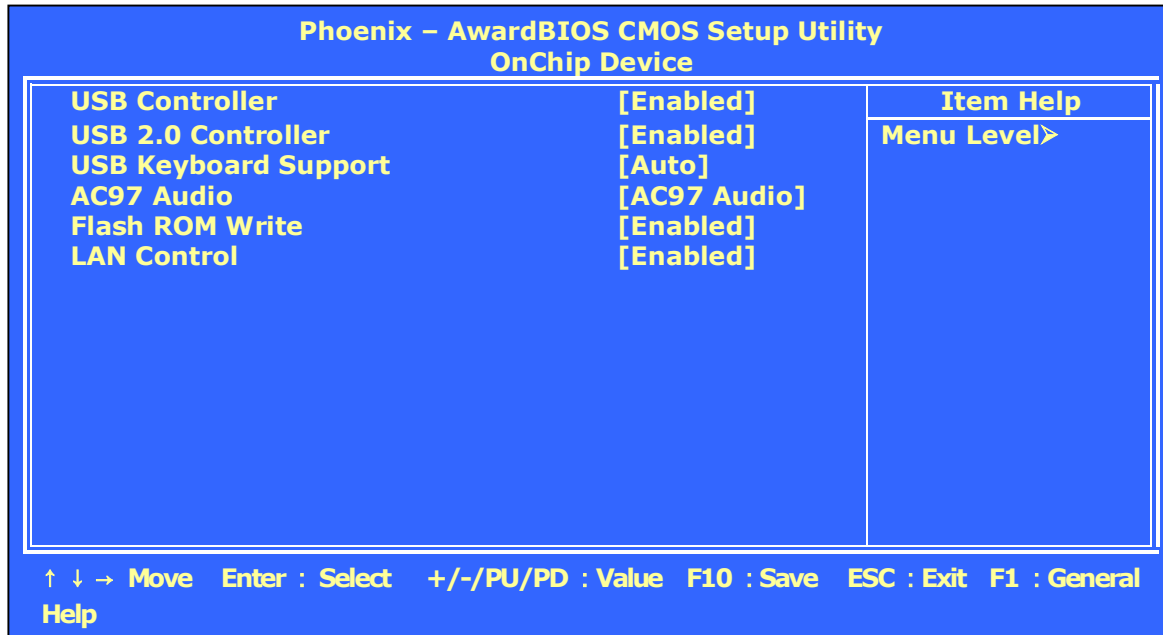 Phoenix – AwardBIOS CMOS Setup Utility
OnChip Device
USB Controller [Enabled] Item Help
USB 2.0 Controller [Enabled] Menu Level➢
USB Keyboard Support [Auto]
AC97 Audio [AC97 Audio]
Flash ROM Write [Enabled]
LAN Control [Enabled]
↑ ↓ → Move Enter : Select +/-/PU/PD : Value F10 : Save ESC : Exit F1 : General
Help